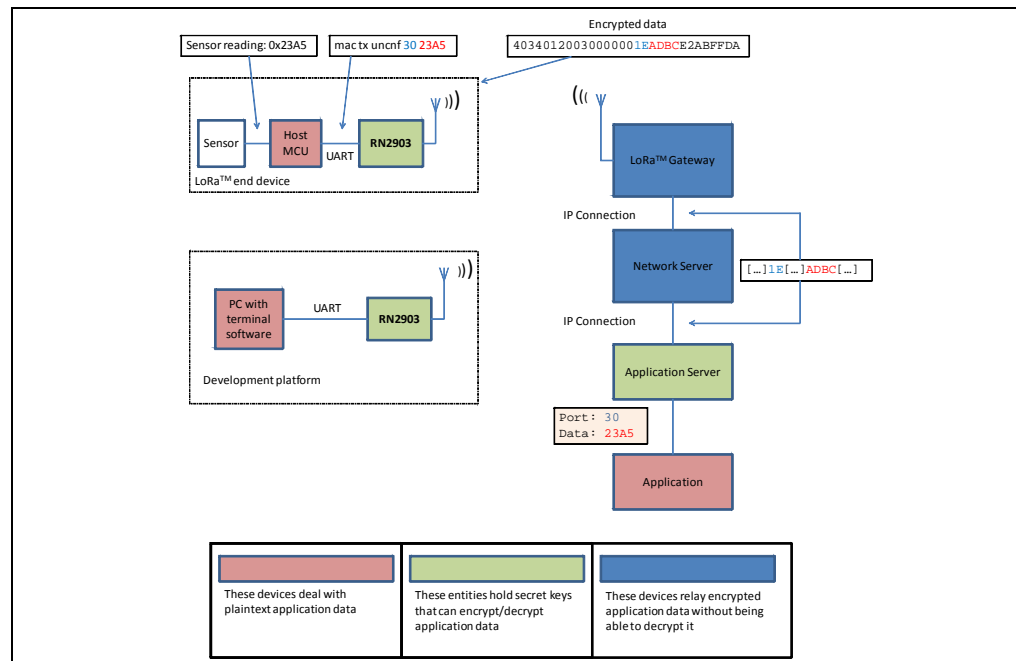 Encrypted data
Sensor reading: 0x23A5
mac tx uncnf 30 23A5
40340120030000001EADBCE2ABFFDA
Sensor
Host
MCU
UART
RN2903
LoRa™ end device
LoRa™ Gateway
IP Connection
Network Server
[…]1E[…]ADBC[…]
PC with
terminal
software
UART
RN2903
Development platform
IP Connection
Application Server
Port: 30
Data: 23A5
Application
These devices deal with
plaintext application data
These entities hold secret keys
that can encrypt/decrypt
application data
These devices relay encrypted
application data without being
able to decrypt it